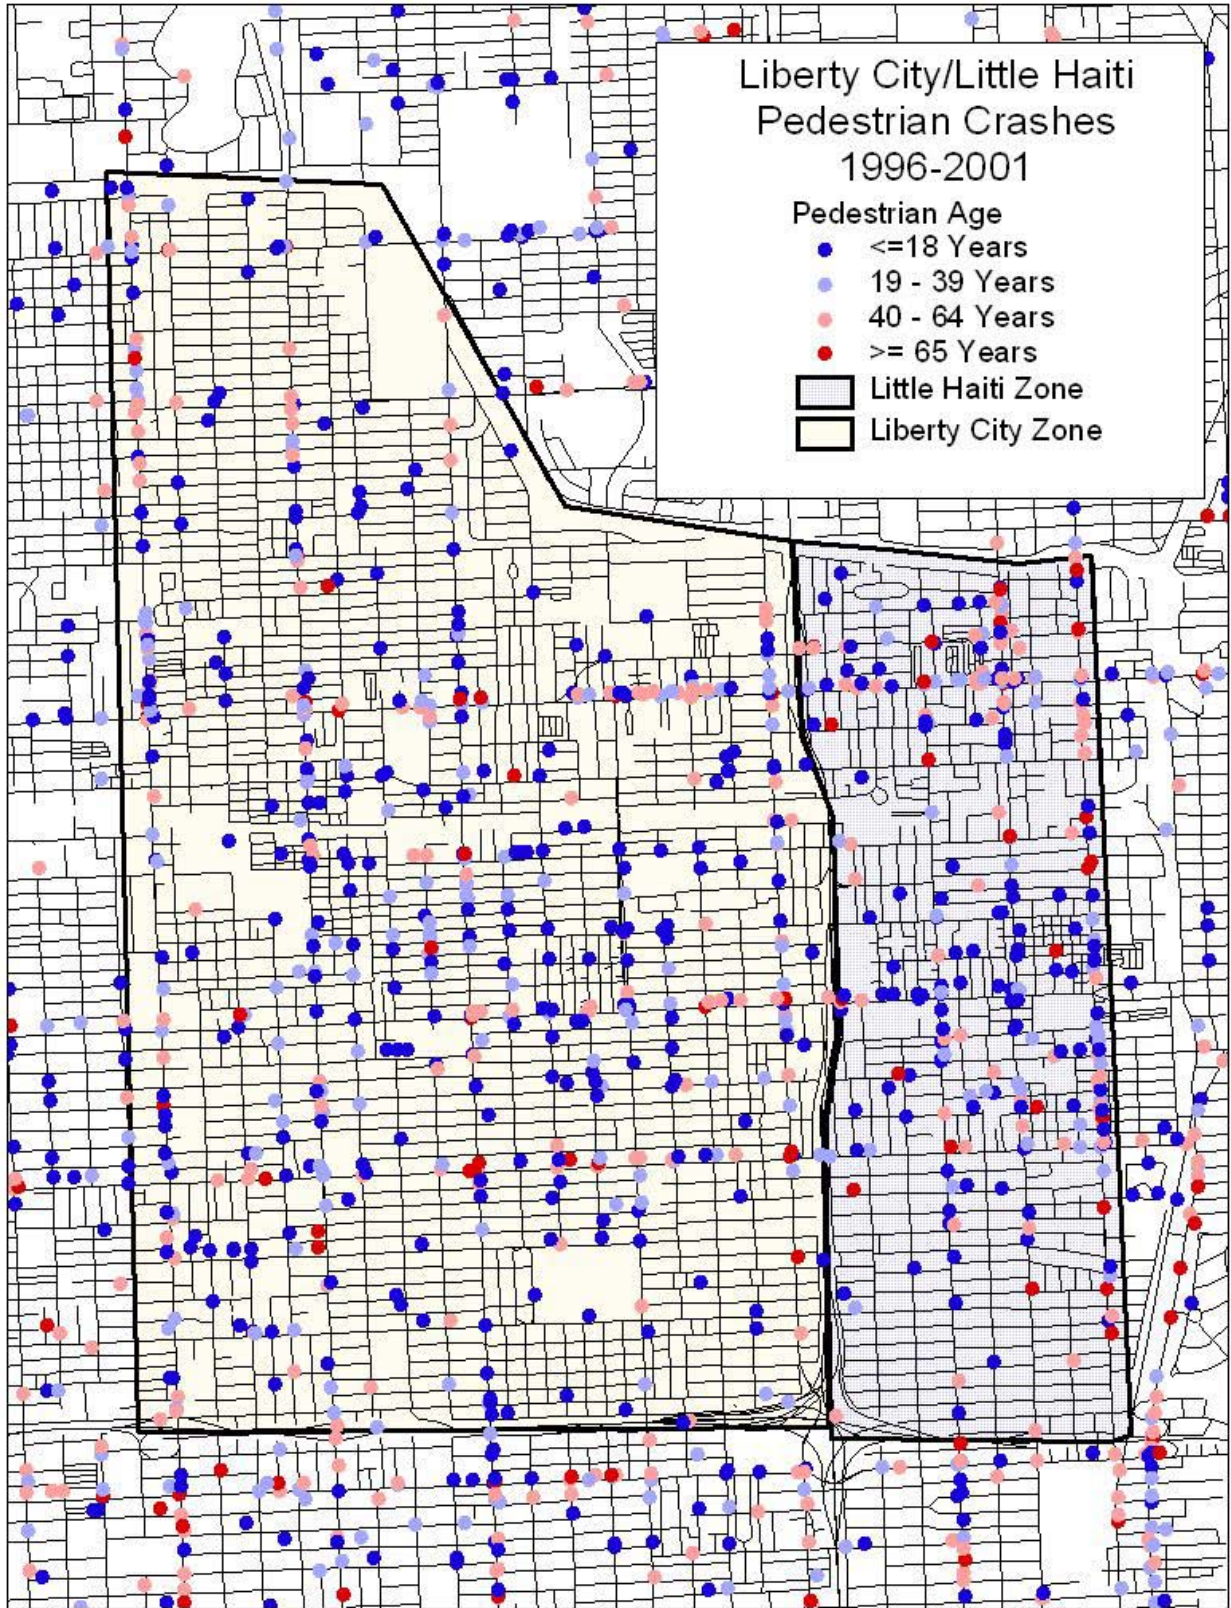 Liberty City/Little Haiti
Pedestrian Crashes
1996-2001
Pedestrian Age
<=18 Years
19 - 39 Years
40 - 64 Years
>= 65 Years
Little Haiti Zone
Liberty City Zone